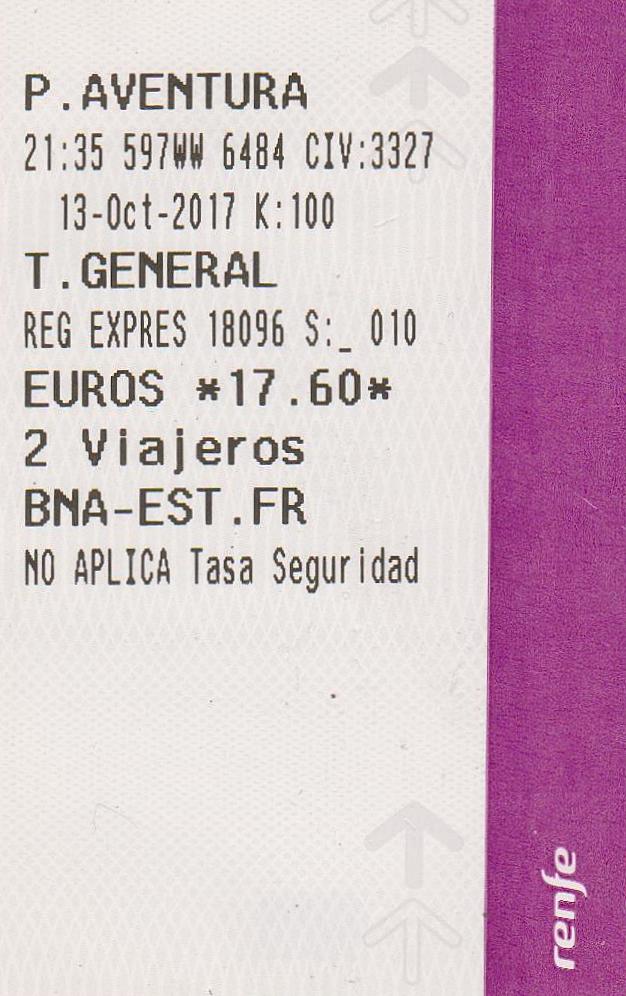 P.AVENTURA
21:35 597WW 6484 CIV:3327
13-Oct-2017 K:100
T.GENERAL
REG EXPRES 18096 S:_ 010
EUROS *17.60*
2 Viajeros
BNA-EST.FR
NO APLICA Tasa Seguridad
renfe